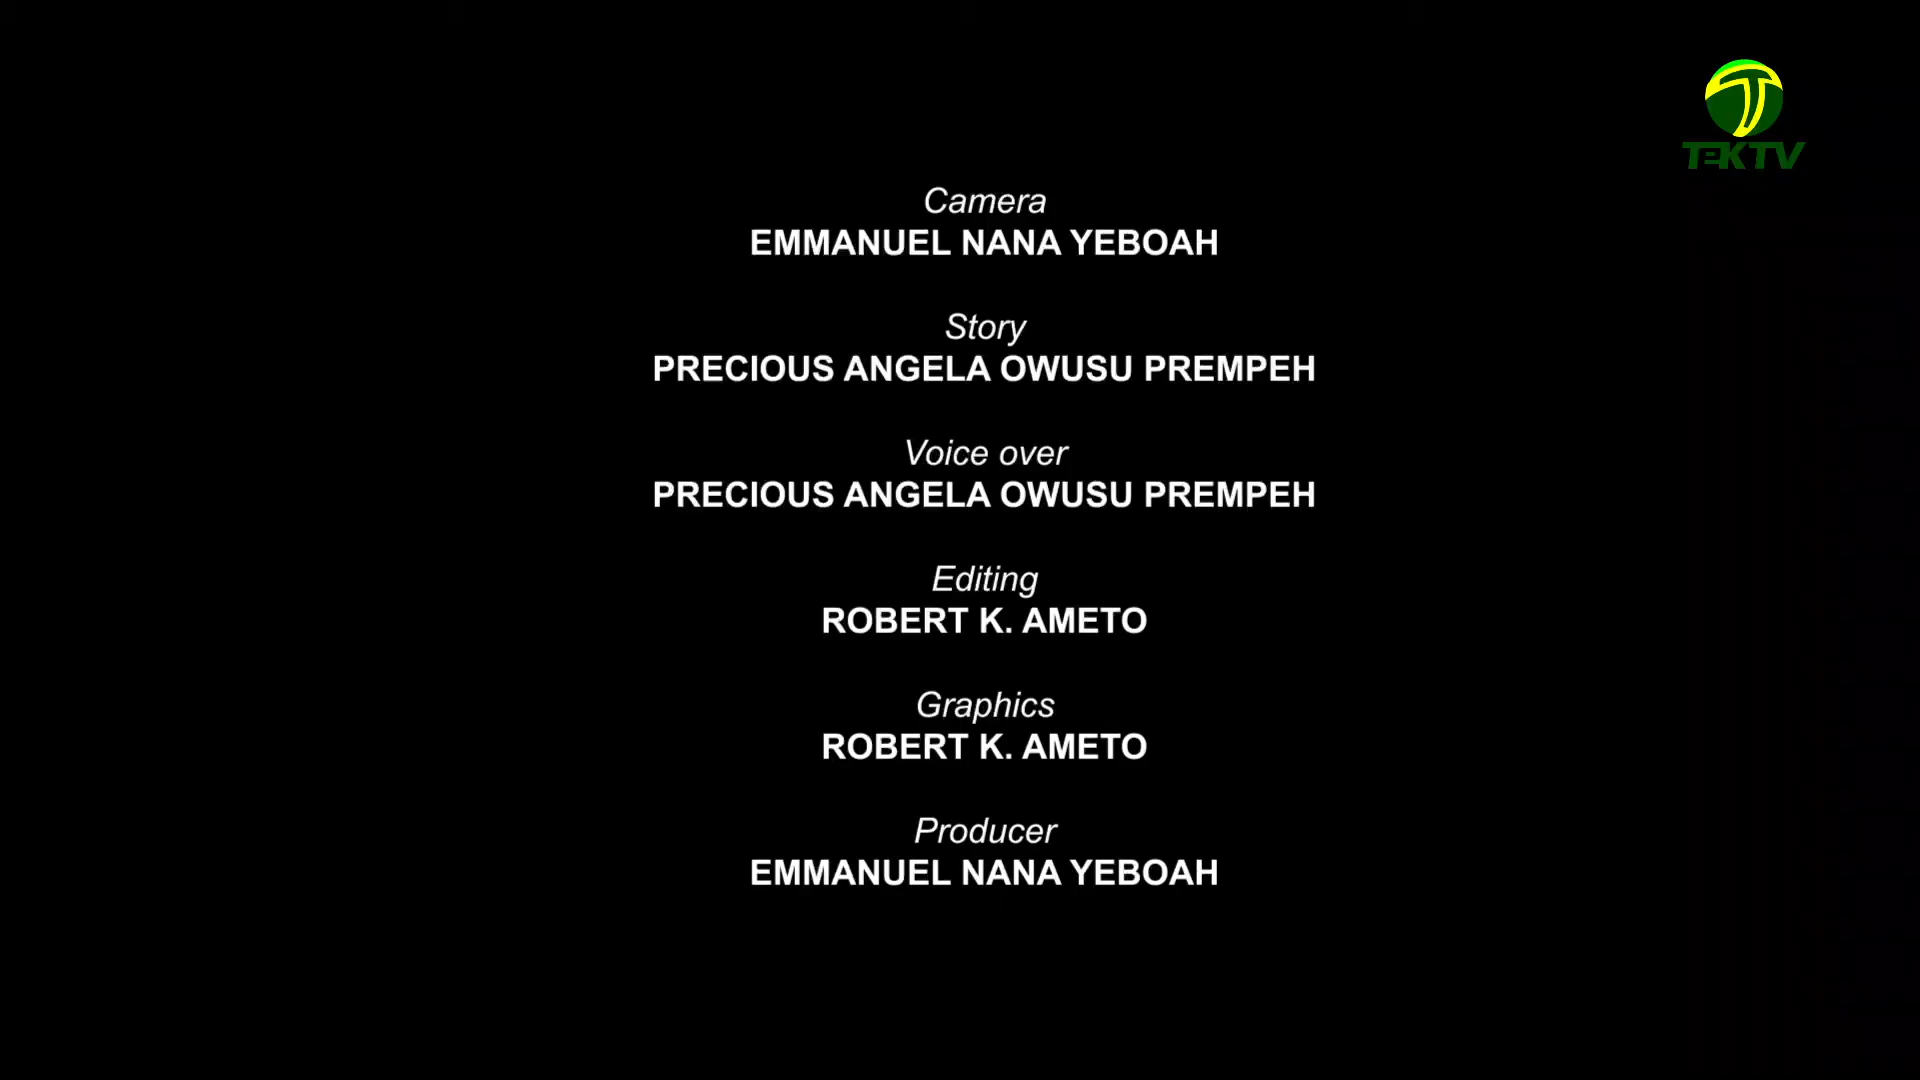 TEKTV
Camera
EMMANUEL NANA YEBOAH
Story
PRECIOUS ANGELA OWUSU PREMPEH
Voice over
PRECIOUS ANGELA OWUSU PREMPEH
Editing
ROBERT K. AMETO
Graphics
ROBERT K. AMETO
Producer
EMMANUEL NANA YEBOAH